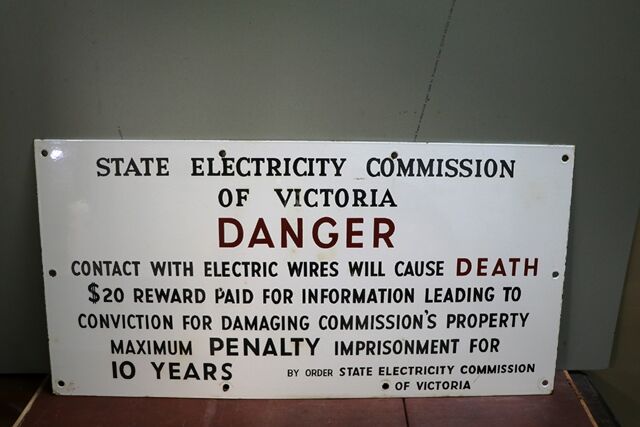 STATE ELECTRICITY COMMISSION
OF VICTORIA
DANGER
CONTACT WITH ELECTRIC WIRES WILL CAUSE DEATH
$20 REWARD PAID FOR INFORMATION LEADING TO
CONVICTION FOR DAMAGING COMMISSION'S PROPERTY
MAXIMUM PENALTY IMPRISONMENT FOR
10 YEARS BY ORDER STATE ELECTRICITY COMMISSION
OF VICTORIA